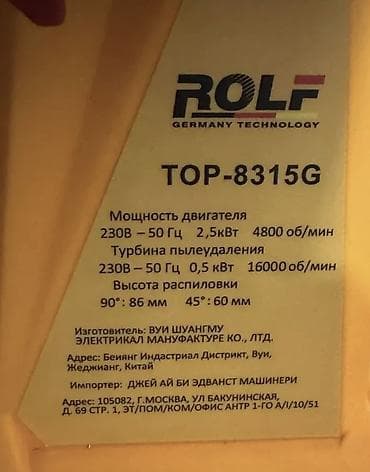 ROLF
GERMANY TECHNOLOGY
TOP-8315G
Мощность двигателя
230В – 50 Гц 2,5кВт 4800 об/мин
Турбина пылеудаления
230В – 50 Гц 0,5 кВт 16000 об/мин
Высота распиловки
90°: 86 мм 45°: 60 мм
Изготовитель: ВУИ ШУАНГМУ
ЭЛЕКТРИКАЛ МАНУФАКТУРЕ КО., ЛТД.
Адрес: Беиянг Индастриал Дистрикт, Вуи,
Жеджианг, Китай
Импортер: ДЖЕЙ АЙ БИ ЭДВАНСТ МАШИНЕРИ
Адрес: 105082, Г.МОСКВА, УЛ БАКУНИНСКАЯ,
Д. 69 СТР. 1, ЭТ/ПОМ/КОМ/ОФИС АНТР 1-ГО А/I/10/51